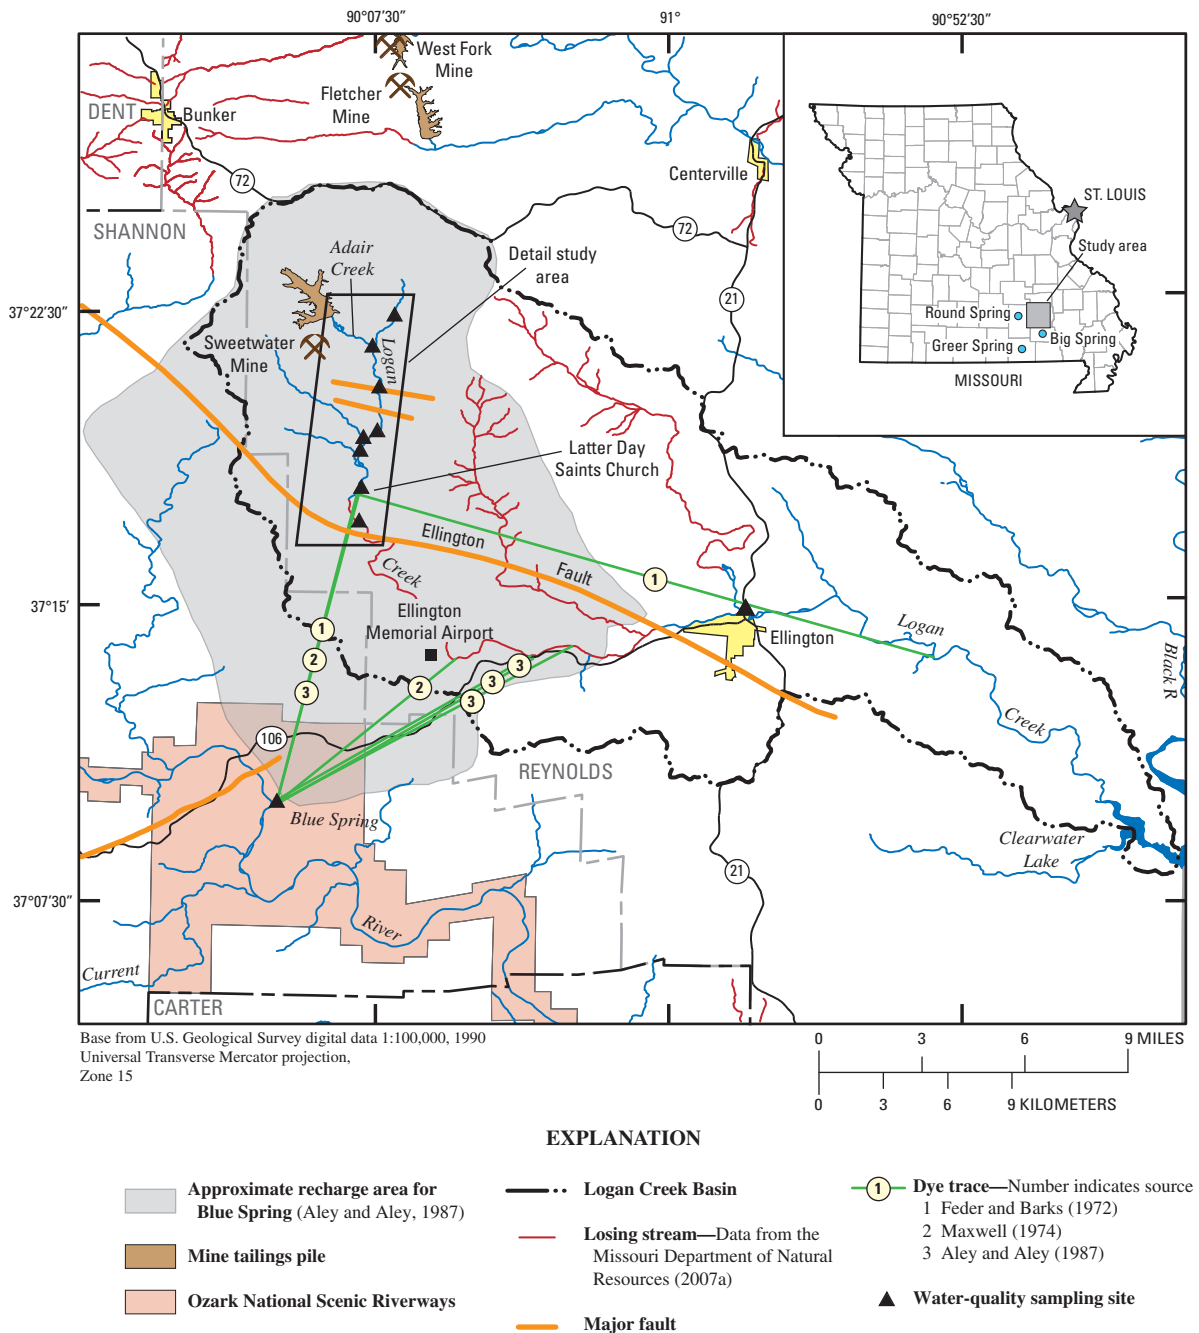 90°07'30"
91°
90°52'30"
West Fork
Mine
Fletcher
Mine
DENT
Bunker
Centerville
72
72
SHANNON
Adair
Creek
Detail study
area
21
37°22'30"
Sweetwater
Mine
Logan
ST. LOUIS
Study area
Round Spring
Big Spring
Greer Spring
MISSOURI
Latter Day
Saints Church
Ellington
Fault
1
Creek
37°15'
Ellington
Memorial Airport
Ellington
Logan
Black R
1
2
3
2
3
3
3
Creek
106
REYNOLDS
Blue Spring
Clearwater
Lake
21
37°07'30"
River
Current
CARTER
Base from U.S. Geological Survey digital data 1:100,000, 1990
Universal Transverse Mercator projection,
Zone 15
0 3 6 9 MILES
0 3 6 9 KILOMETERS
EXPLANATION
Approximate recharge area for
Blue Spring (Aley and Aley, 1987)
Mine tailings pile
Ozark National Scenic Riverways
Logan Creek Basin
Losing stream—Data from the
Missouri Department of Natural
Resources (2007a)
Major fault
1
Dye trace—Number indicates source
1 Feder and Barks (1972)
2 Maxwell (1974)
3 Aley and Aley (1987)
Water-quality sampling site